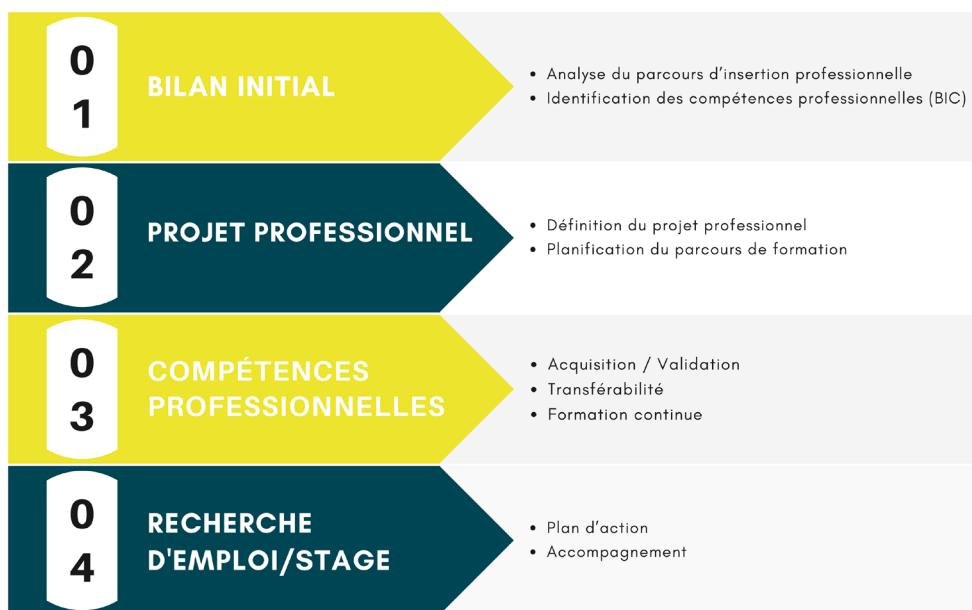 0
1
BILAN INITIAL
• Analyse du parcours d'insertion professionnelle
• Identification des compétences professionnelles (BIC)
0
2
PROJET PROFESSIONNEL
• Définition du projet professionnel
• Planification du parcours de formation
0
3
COMPÉTENCES
PROFESSIONNELLES
• Acquisition / Validation
• Transférabilité
• Formation continue
0
4
RECHERCHE
D'EMPLOI/STAGE
• Plan d'action
• Accompagnement